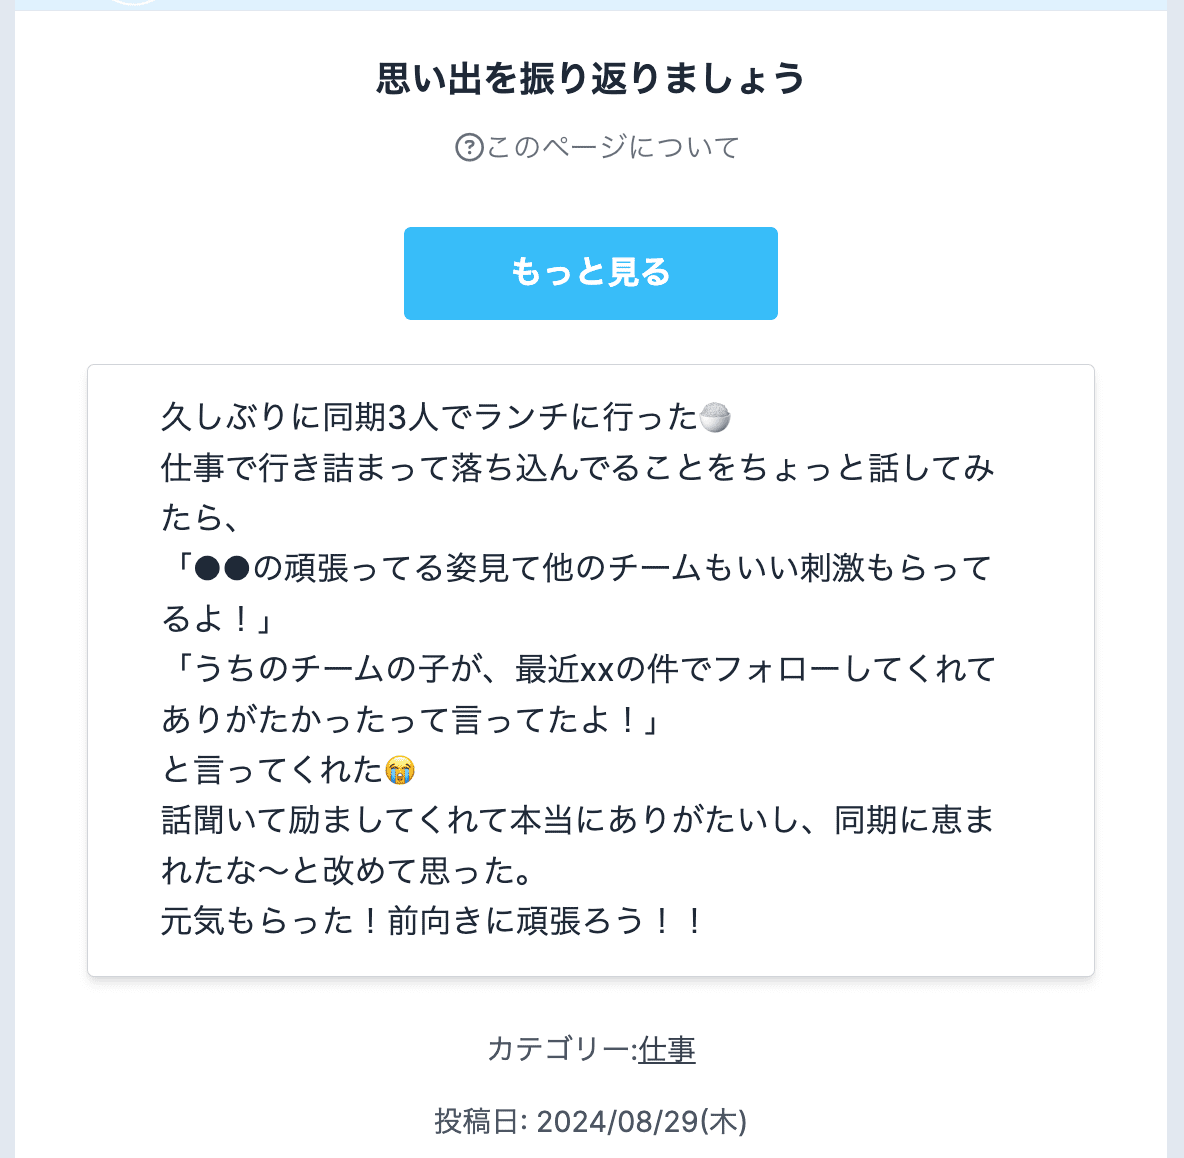 思い出を振り返りましょう
?このページについて
もっと見る
久しぶりに同期3人でランチに行った🍚
仕事で行き詰まって落ち込んでることをちょっと話してみ
たら、
「●●の頑張ってる姿見て他のチームもいい刺激もらって
るよ！」
「うちのチームの子が、最近xxの件でフォローしてくれて
ありがたかったって言ってたよ！」
と言ってくれた😭
話聞いて励ましてくれて本当にありがたいし、同期に恵ま
れたな〜と改めて思った。
元気もらった！前向きに頑張ろう！！
カテゴリー:仕事
投稿日: 2024/08/29(木)